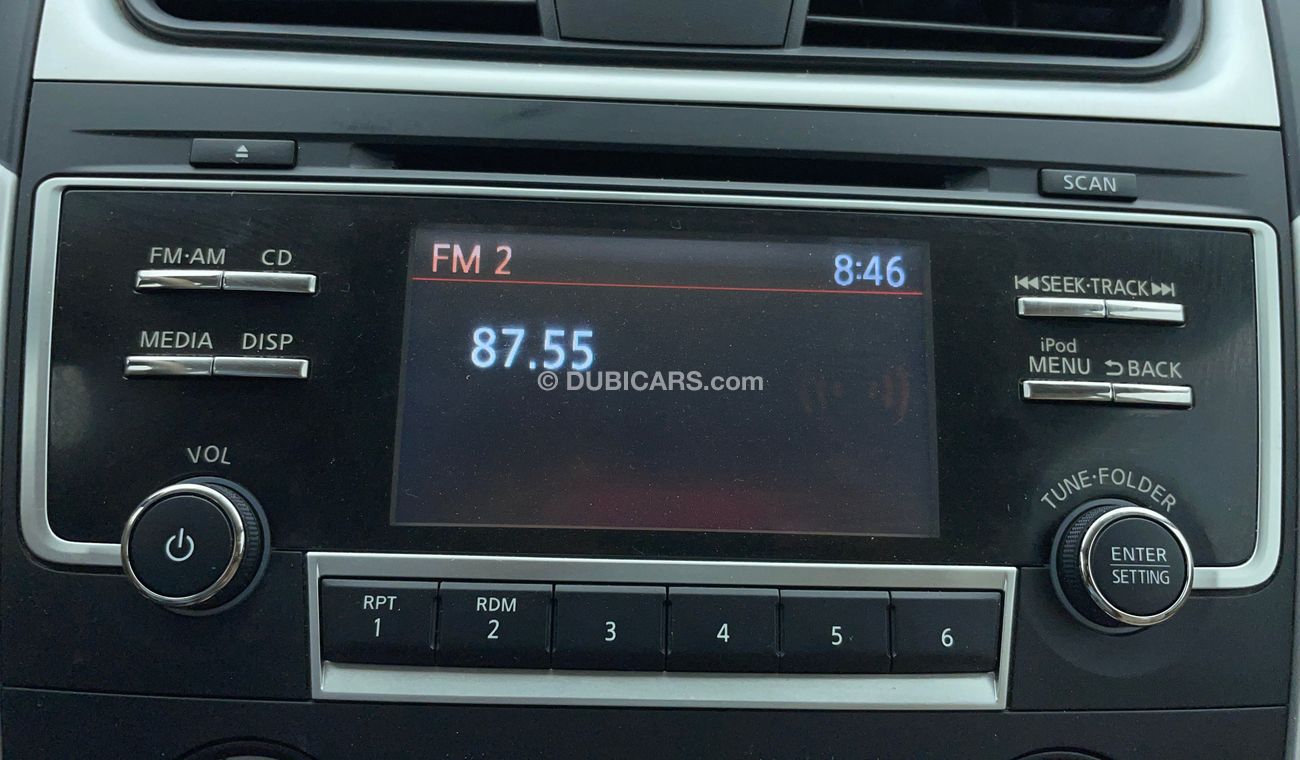 SCAN
FM·AM CD
FM 2 8:46
⏮SEEK·TRACK⏭
MEDIA DISP
87.55
iPod
MENU ⮌BACK
© DUBICARS.com
VOL
TUNE·FOLDER
ENTER
SETTING
RPT RDM
1 2 3 4 5 6